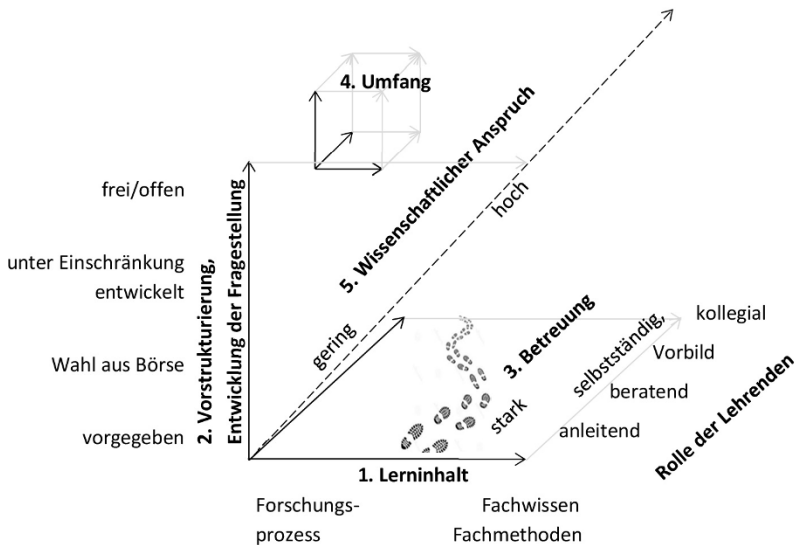 4. Umfang
5. Wissenschaftlicher Anspruch
hoch
gering
frei/offen
unter Einschränkung
entwickelt
Wahl aus Börse
vorgegeben
2. Vorstrukturierung,
Entwicklung der Fragestellung
3. Betreuung
stark
selbstständig,
kollegial
Vorbild
beratend
anleitend
Rolle der Lehrenden
1. Lerninhalt
Forschungs-
prozess
Fachwissen
Fachmethoden